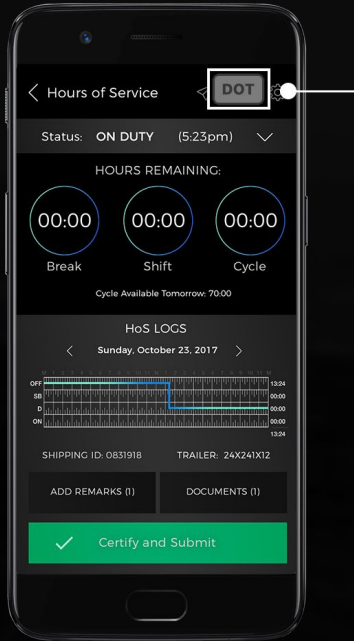 Hours of Service
DOT
Status: ON DUTY (5:23pm)
HOURS REMAINING:
00:00 00:00 00:00
Break Shift Cycle
Cycle Available Tomorrow: 70:00
HoS LOGS
Sunday, October 23, 2017
OFF 13:24
SB 00:00
D 00:00
ON 00:00
13:24
SHIPPING ID: 0831918 TRAILER: 24X241X12
ADD REMARKS (1) DOCUMENTS (1)
Certify and Submit